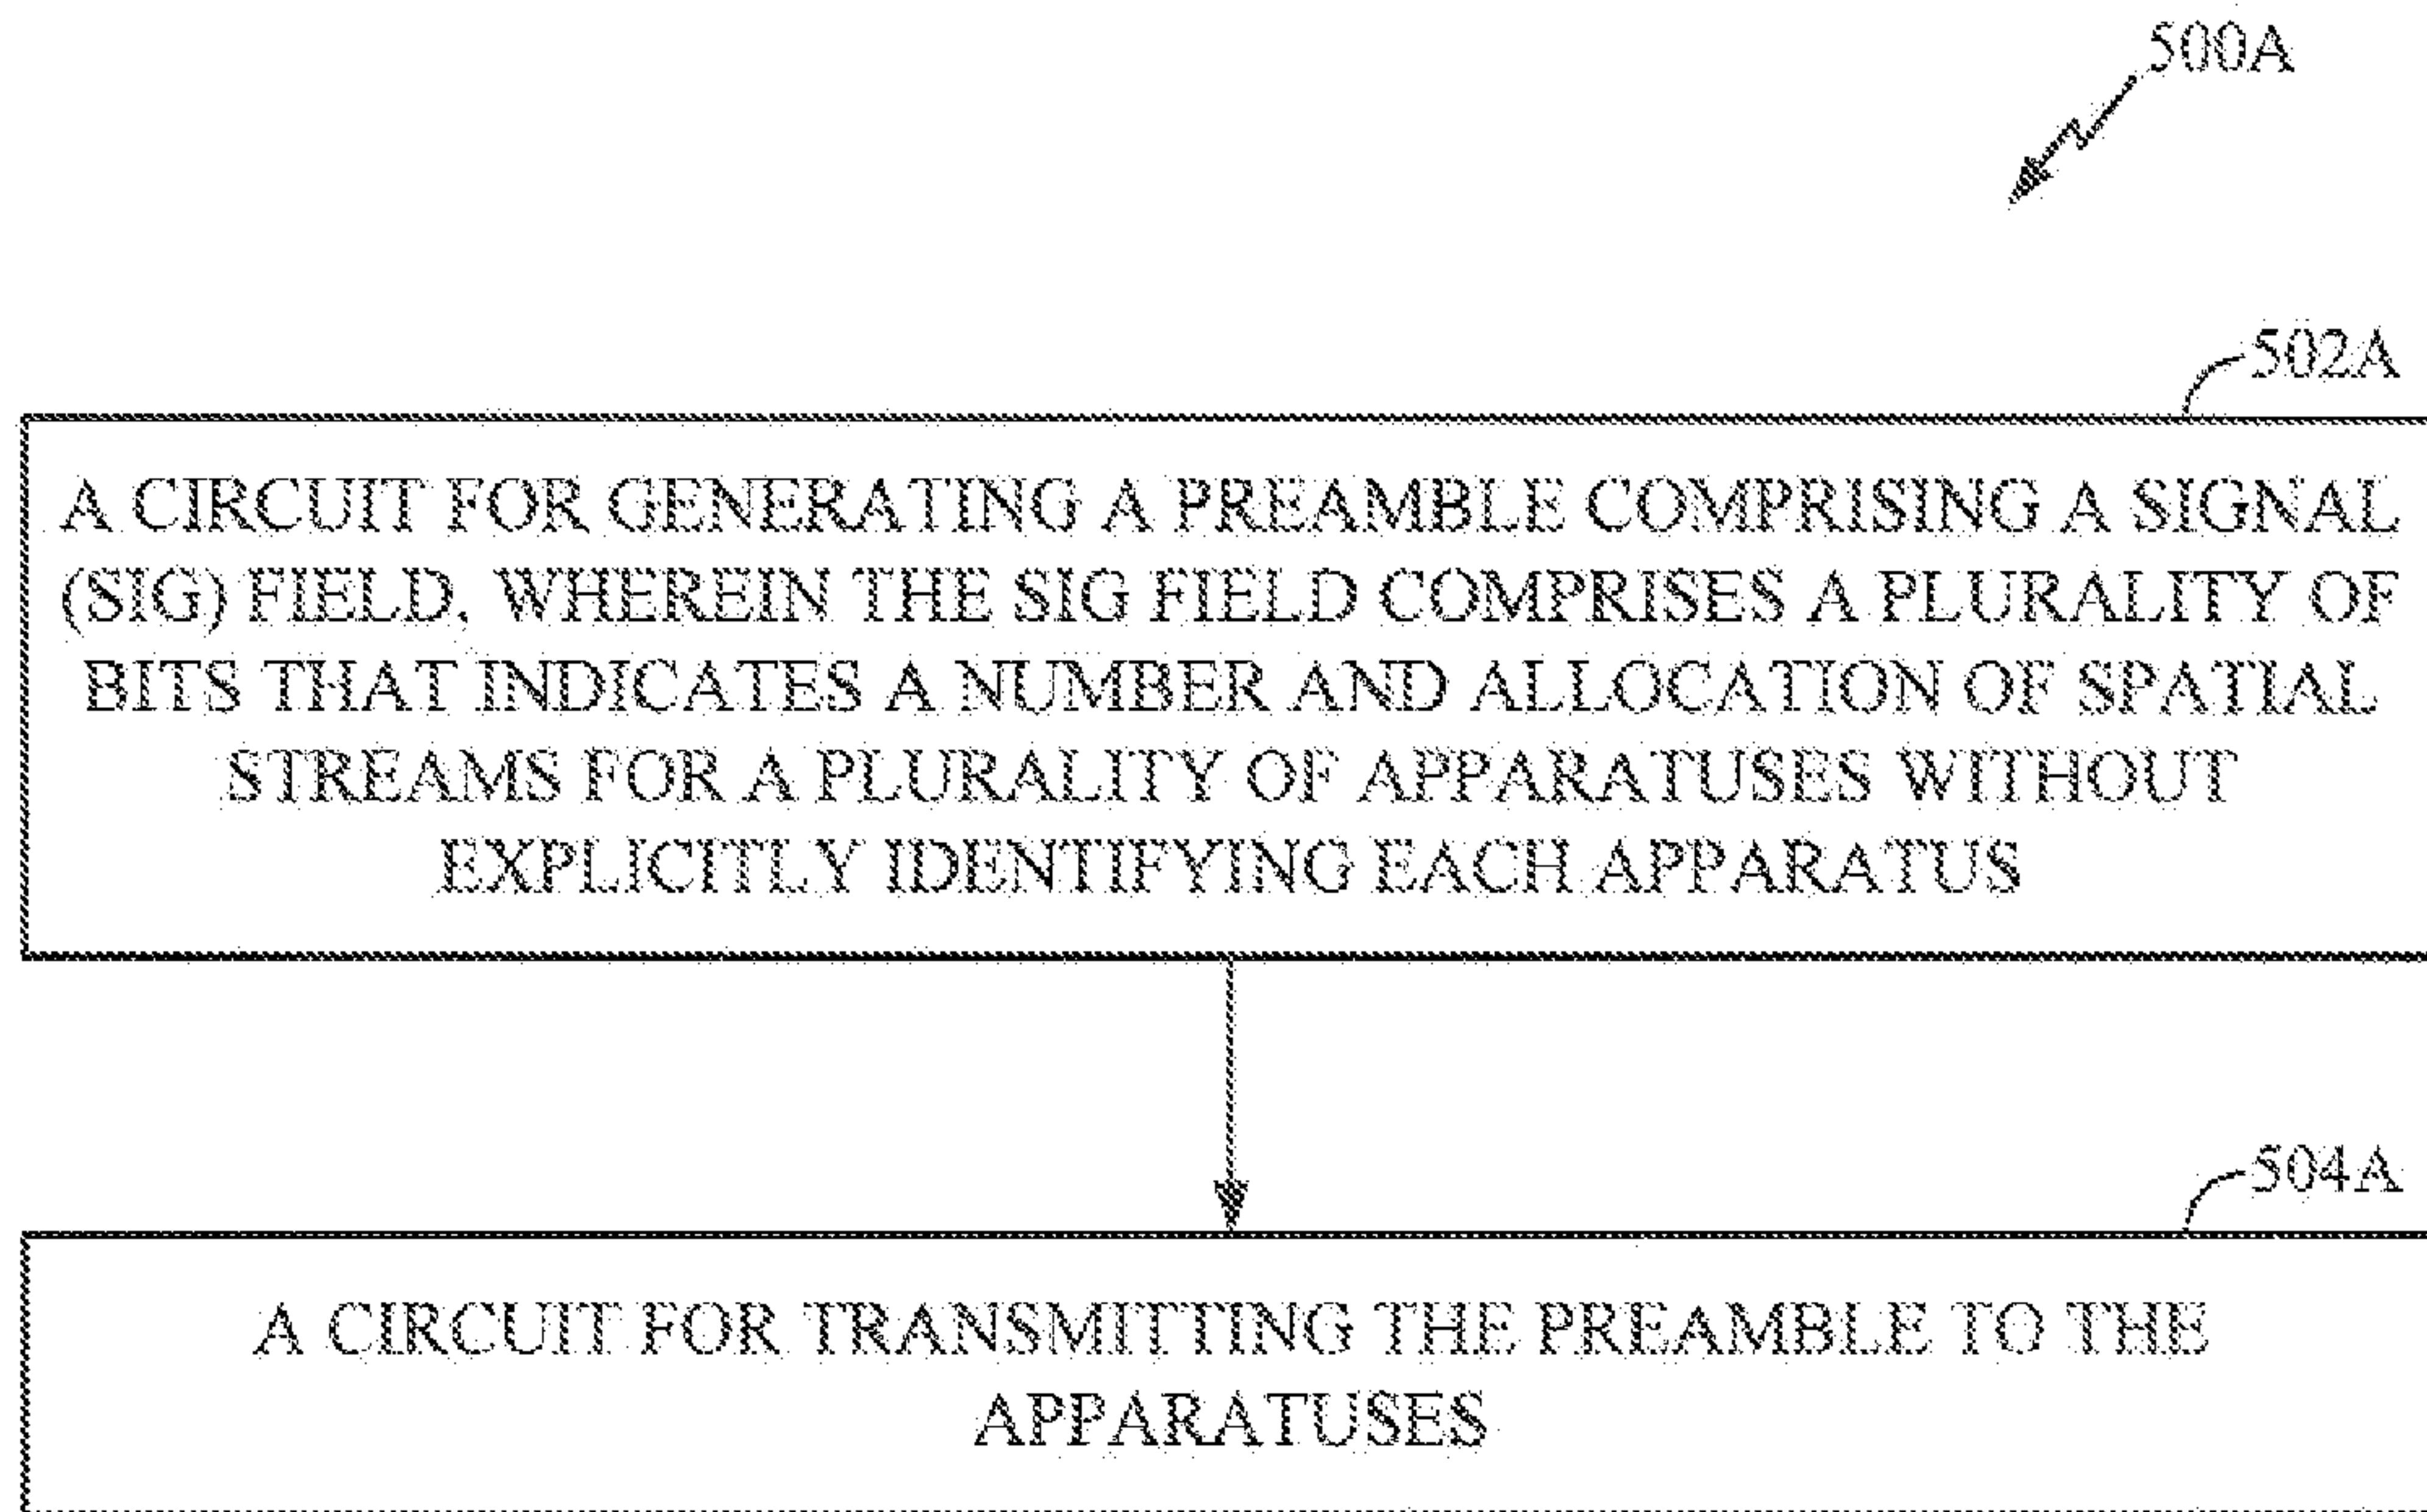 500A
502A
A CIRCUIT FOR GENERATING A PREAMBLE COMPRISING A SIGNAL
(SIG) FIELD, WHEREIN THE SIG FIELD COMPRISES A PLURALITY OF
BITS THAT INDICATES A NUMBER AND ALLOCATION OF SPATIAL
STREAMS FOR A PLURALITY OF APPARATUSES WITHOUT
EXPLICITLY IDENTIFYING EACH APPARATUS
504A
A CIRCUIT FOR TRANSMITTING THE PREAMBLE TO THE
APPARATUSES